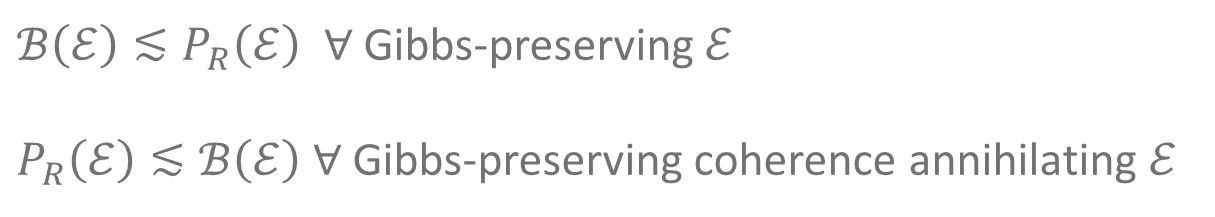 ℬ(ℰ) ≲ P_R(ℰ) ∀ Gibbs-preserving ℰ
P_R(ℰ) ≲ ℬ(ℰ) ∀ Gibbs-preserving coherence annihilating ℰ